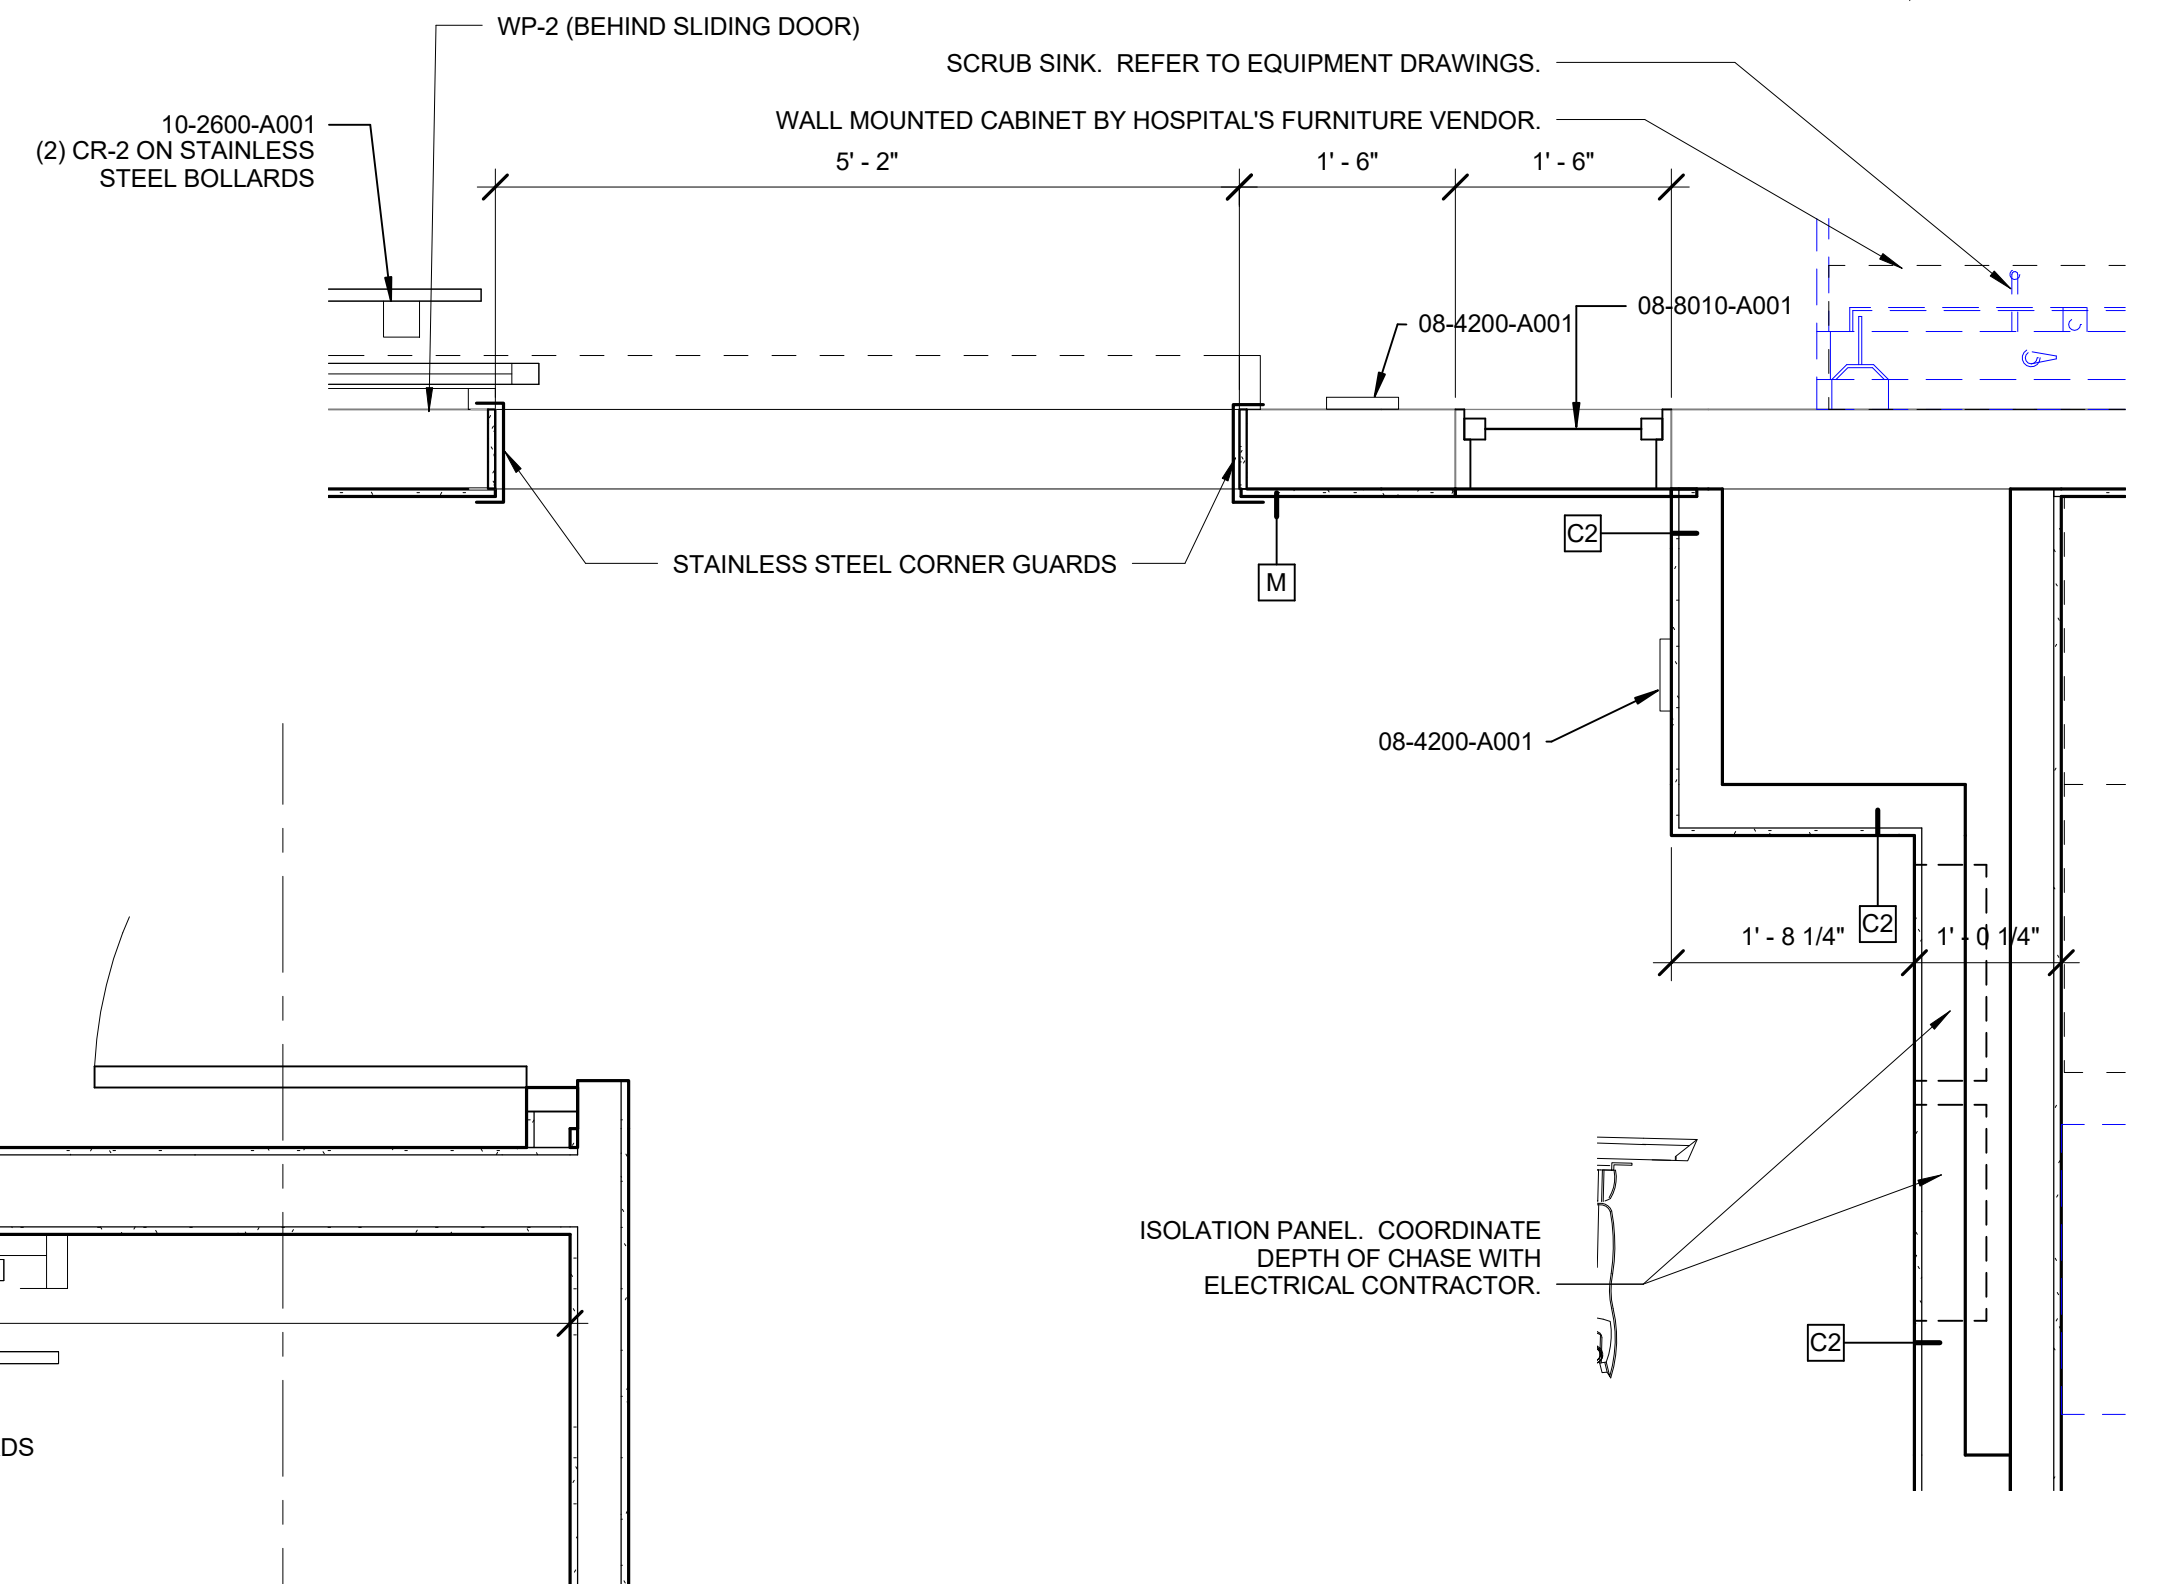 WP-2 (BEHIND SLIDING DOOR)
SCRUB SINK.  REFER TO EQUIPMENT DRAWINGS.
10-2600-A001
(2) CR-2 ON STAINLESS
STEEL BOLLARDS
WALL MOUNTED CABINET BY HOSPITAL'S FURNITURE VENDOR.
5' - 2"
1' - 6"
1' - 6"
08-4200-A001
08-8010-A001
C2
STAINLESS STEEL CORNER GUARDS
M
08-4200-A001
C2
1' - 8 1/4"
1' - 0 1/4"
ISOLATION PANEL.  COORDINATE
DEPTH OF CHASE WITH
ELECTRICAL CONTRACTOR.
C2
DS